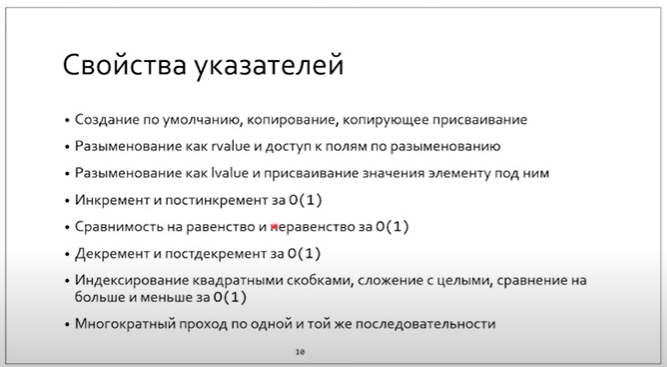 Свойства указателей
• Создание по умолчанию, копирование, копирующее присваивание
• Разыменование как rvalue и доступ к полям по разыменованию
• Разыменование как lvalue и присваивание значения элементу под ним
• Инкремент и постинкремент за O(1)
• Сравнимость на равенство и неравенство за O(1)
• Декремент и постдекремент за O(1)
• Индексирование квадратными скобками, сложение с целыми, сравнение на
больше и меньше за O(1)
• Многократный проход по одной и той же последовательности
10